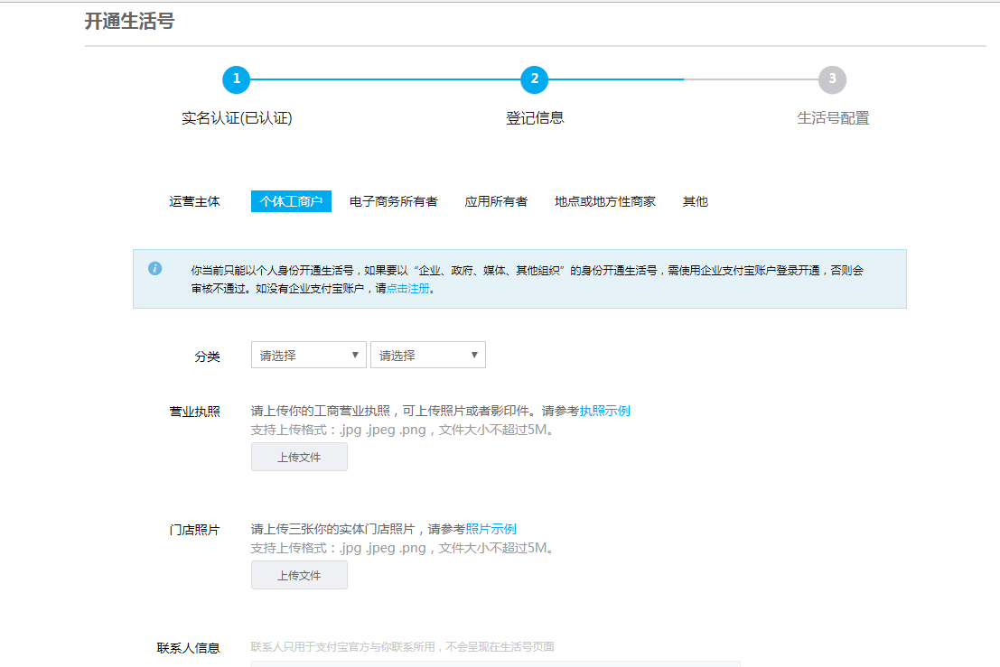 开通生活号
1 2 3
实名认证(已认证) 登记信息 生活号配置
运营主体 个体工商户 电子商务所有者 应用所有者 地点或地方性商家 其他
你当前只能以个人身份开通生活号，如果要以“企业、政府、媒体、其他组织”的身份开通生活号，需使用企业支付宝账户登录开通，否则会
审核不通过。如没有企业支付宝账户，请点击注册。
分类 请选择 请选择
营业执照 请上传你的工商营业执照，可上传照片或者影印件。请参考执照示例
支持上传格式：.jpg .jpeg .png，文件大小不超过5M。
上传文件
门店照片 请上传三张你的实体门店照片，请参考照片示例
支持上传格式：.jpg .jpeg .png，文件大小不超过5M。
上传文件
联系人信息 联系人只用于支付宝官方与你联系所用，不会呈现在生活号页面